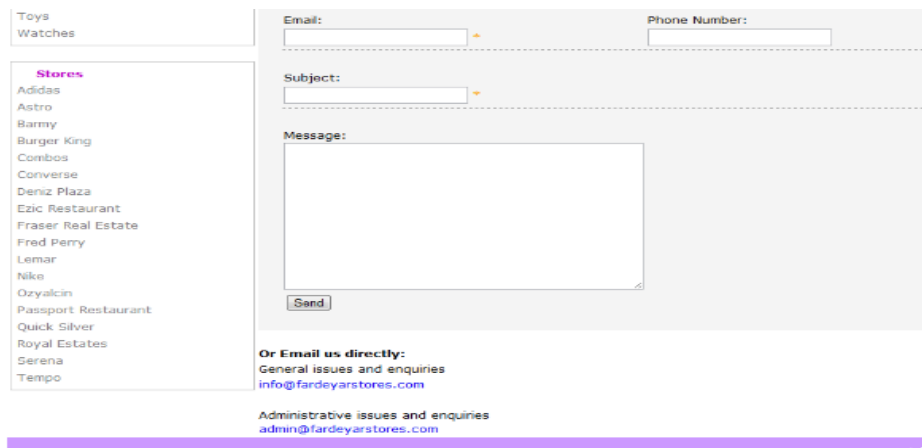 Toys
Watches
Stores
Adidas
Astro
Barmy
Burger King
Combos
Converse
Deniz Plaza
Ezic Restaurant
Fraser Real Estate
Fred Perry
Lemar
Nike
Ozyalcin
Passport Restaurant
Quick Silver
Royal Estates
Serena
Tempo
Email:
Phone Number:
Subject:
Message:
Send
Or Email us directly:
General issues and enquiries
info@fardeyarstores.com
Administrative issues and enquiries
admin@fardeyarstores.com